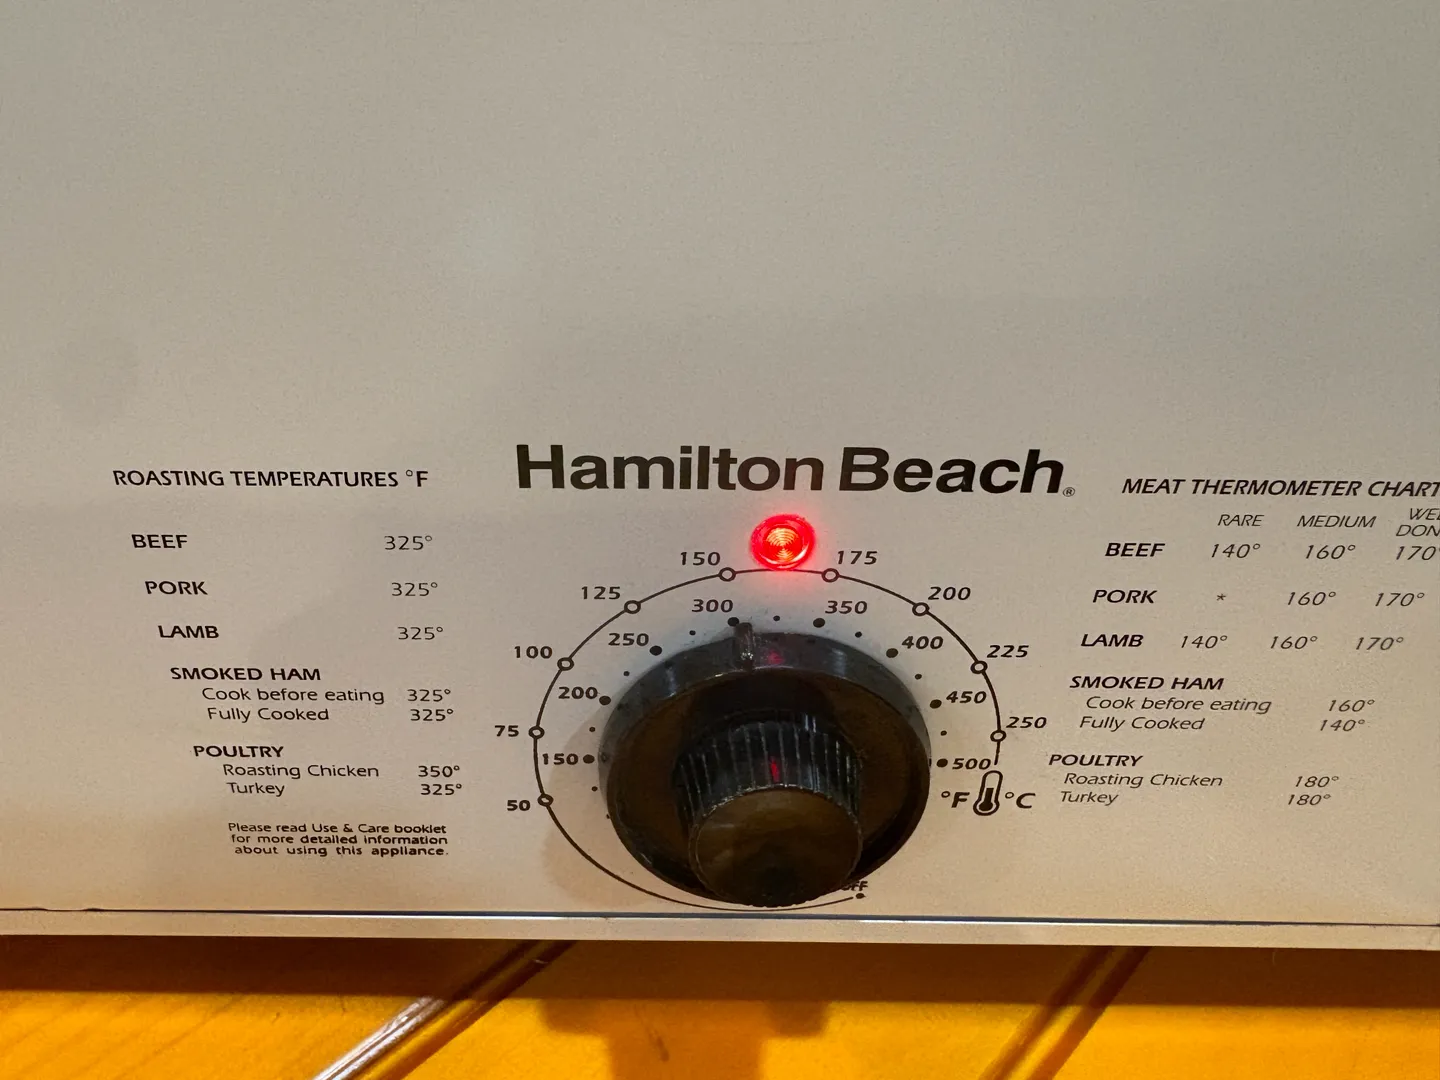 Hamilton Beach®
ROASTING TEMPERATURES °F
BEEF 325°
PORK 325°
LAMB 325°
SMOKED HAM
Cook before eating 325°
Fully Cooked 325°
POULTRY
Roasting Chicken 350°
Turkey 325°
Please read Use & Care booklet
for more detailed information
about using this appliance.
50
75
100
125
150
175
200
225
250
150
200
250
300
350
400
450
500
°F °C
OFF
MEAT THERMOMETER CHART
RARE MEDIUM
BEEF 140° 160° 170°
PORK * 160° 170°
LAMB 140° 160° 170°
SMOKED HAM
Cook before eating 160°
Fully Cooked 140°
POULTRY
Roasting Chicken 180°
Turkey 180°